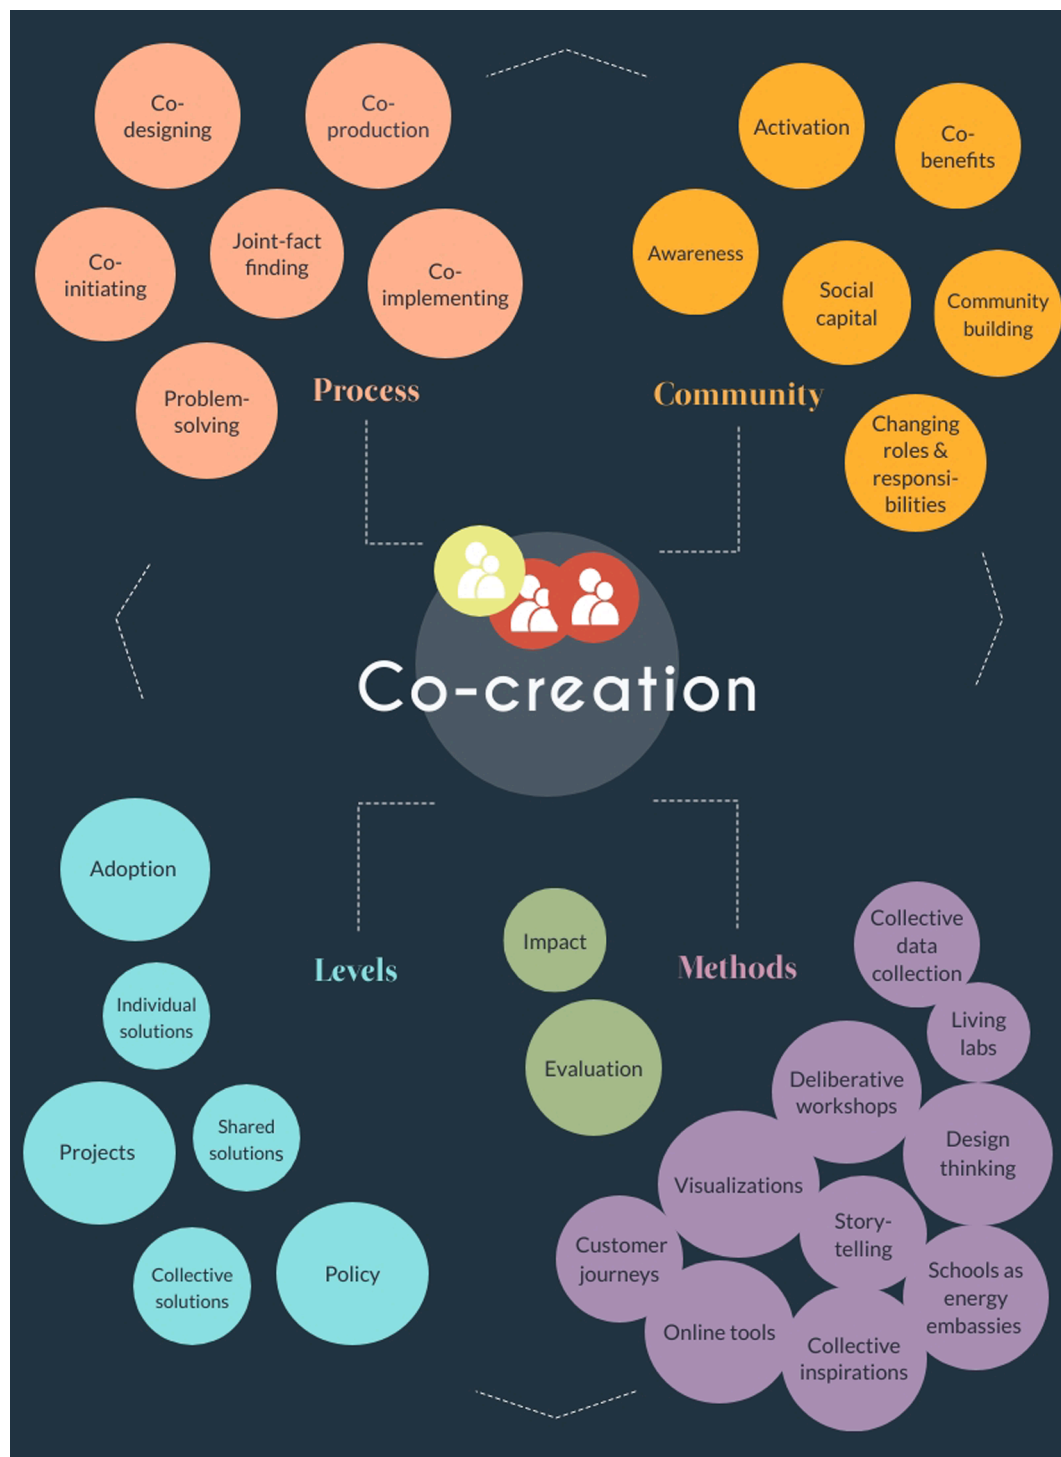 Co-
designing
Co-
production
Co-
initiating
Joint-fact
finding
Co-
implementing
Problem-
solving
Process
Activation
Co-
benefits
Awareness
Social
capital
Community
building
Community
Changing
roles &
responsi-
bilities
Co-creation
Adoption
Individual
solutions
Levels
Projects
Shared
solutions
Collective
solutions
Policy
Impact
Evaluation
Methods
Collective
data
collection
Living
labs
Deliberative
workshops
Design
thinking
Visualizations
Story-
telling
Customer
journeys
Schools as
energy
embassies
Online tools
Collective
inspirations